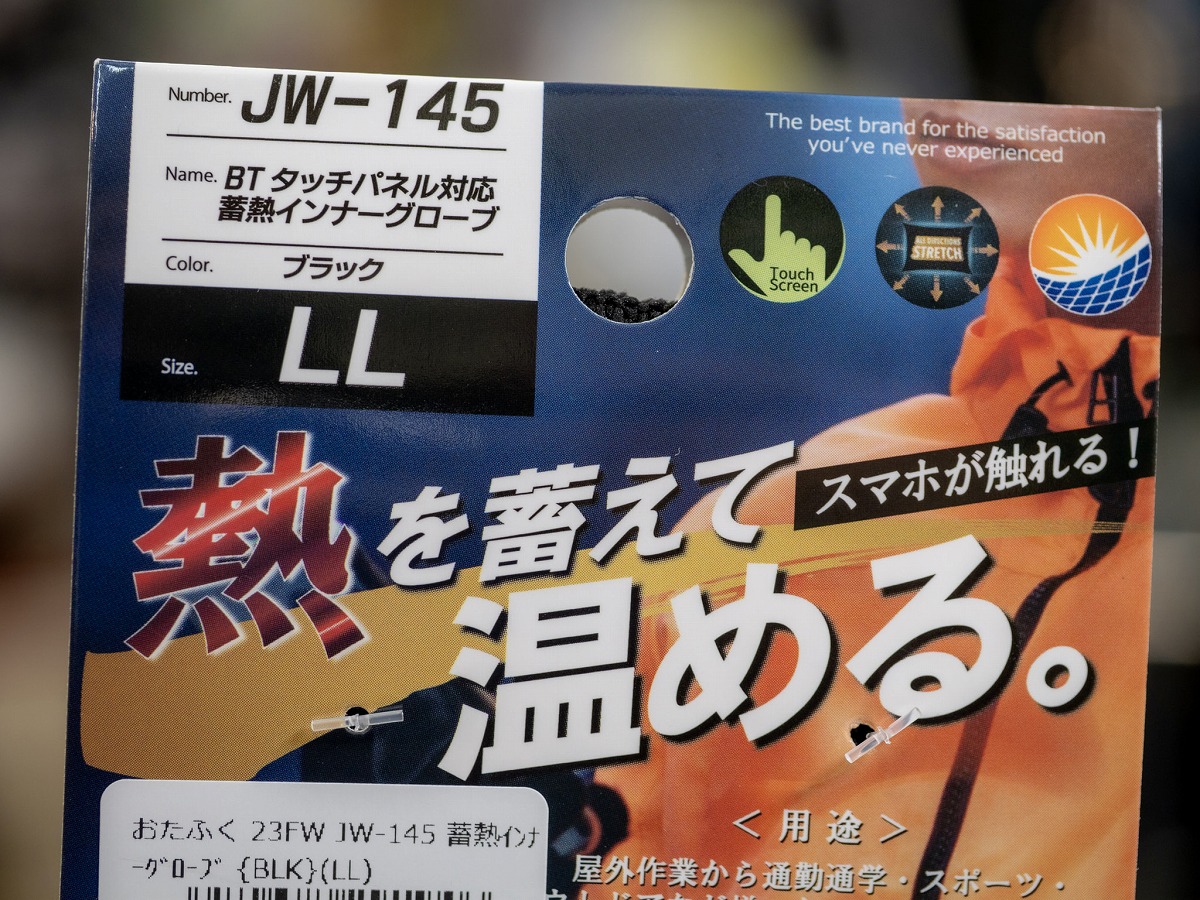 Number. JW-145
Name. BT タッチパネル対応
蓄熱インナーグローブ
Color. ブラック
Size. LL
The best brand for the satisfaction
you've never experienced
Touch
Screen
ALL DIRECTIONS
STRETCH
熱を蓄えて
スマホが触れる！
温める。
＜用途＞
屋外作業から通勤通学・スポーツ・
おたふく 23FW JW-145 蓄熱ｲﾝﾅ
ｰｸﾞﾛｰﾌﾞ {BLK}(LL)